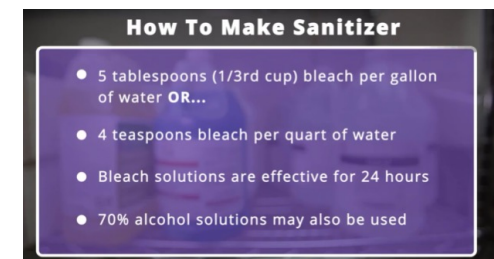 How To Make Sanitizer
5 tablespoons (1/3rd cup) bleach per gallon
of water OR...
4 teaspoons bleach per quart of water
Bleach solutions are effective for 24 hours
70% alcohol solutions may also be used